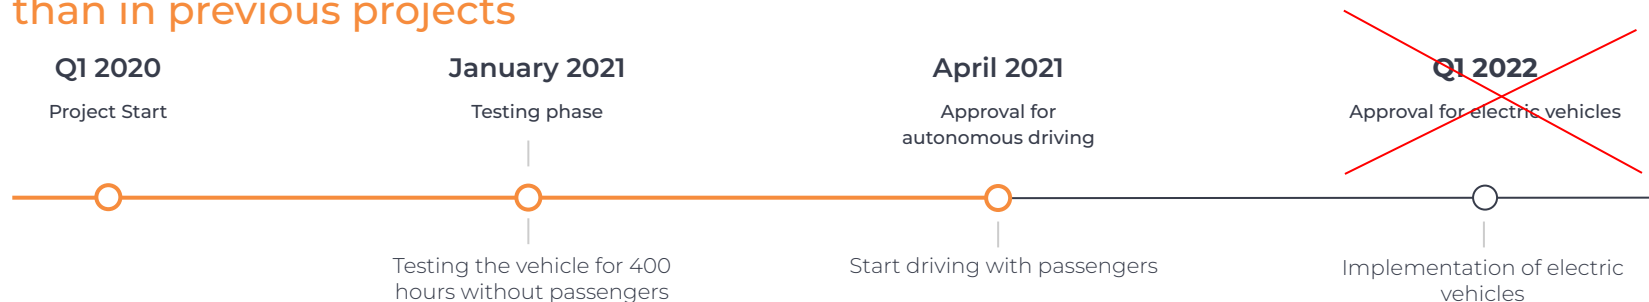 than in previous projects
Q1 2020
January 2021
April 2021
Q1 2022
Project Start
Testing phase
Approval for
autonomous driving
Approval for electric vehicles
Testing the vehicle for 400
hours without passengers
Start driving with passengers
Implementation of electric
vehicles